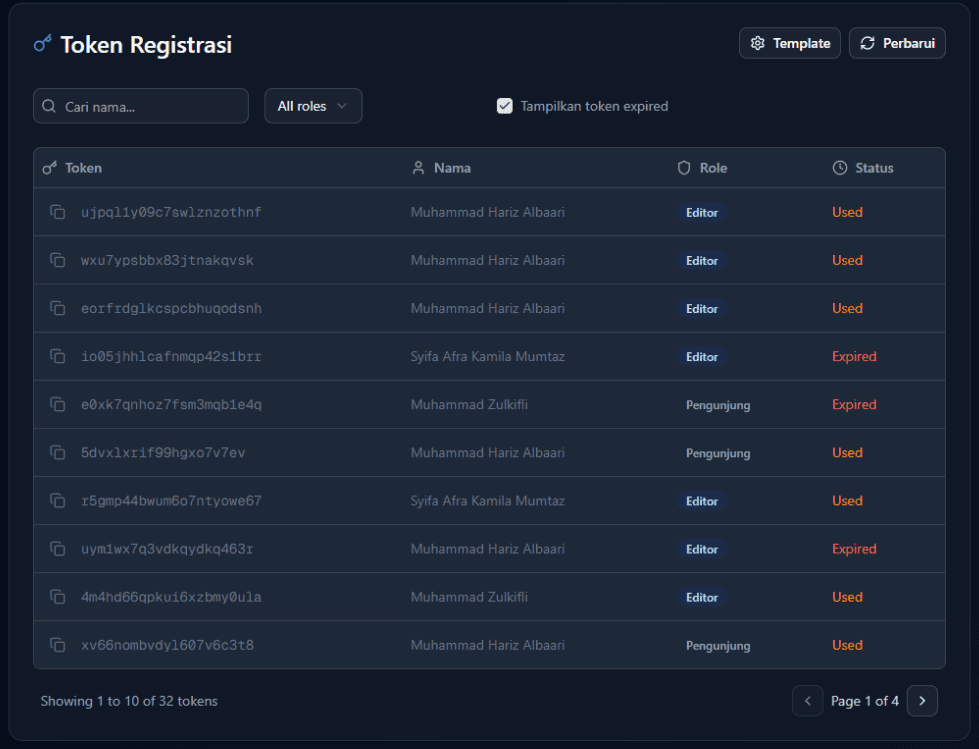 Token Registrasi
Template
Perbarui
Cari nama...
All roles
Tampilkan token expired
Token Nama Role Status
ujpql1y09c7swlznzothnf Muhammad Hariz Albaari Editor Used
wxu7ypsbbx83jtnakqvsk Muhammad Hariz Albaari Editor Used
eorfrdglkcspcbhuqodsnh Muhammad Hariz Albaari Editor Used
io05jhhlcafnmqp42s1brr Syifa Afra Kamila Mumtaz Editor Expired
e0xk7qnhoz7fsm3mqb1e4q Muhammad Zulkifli Pengunjung Expired
5dvxlxrif99hgxo7v7ev Muhammad Hariz Albaari Pengunjung Used
r5gmp44bwum6o7ntyowe67 Syifa Afra Kamila Mumtaz Editor Used
uym1wx7q3vdkqydkq463r Muhammad Hariz Albaari Editor Expired
4m4hd66qpkui6xzbmy0ula Muhammad Zulkifli Editor Used
xv66nombvdyl607v6c3t8 Muhammad Hariz Albaari Pengunjung Used
Showing 1 to 10 of 32 tokens
Page 1 of 4